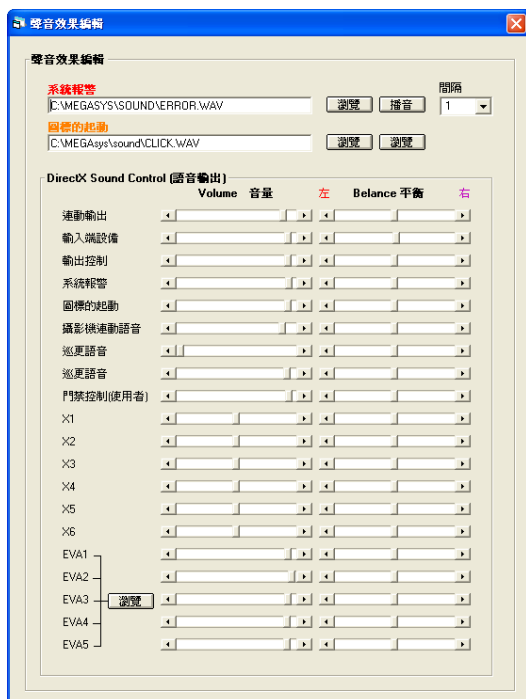 聲音效果編輯
聲音效果編輯
系統報警
間隔
C:\MEGASYS\SOUND\ERROR.WAV
瀏覽
播音
1
圖標的起動
C:\MEGAsys\sound\CLICK.WAV
瀏覽
瀏覽
DirectX Sound Control (語音輸出)
Volume 音量
左
Belance 平衡
右
連動輸出
輸入端設備
輸出控制
系統報警
圖標的起動
攝影機連動語音
巡更語音
巡更語音
門禁控制(使用者)
X1
X2
X3
X4
X5
X6
EVA1
EVA2
EVA3
瀏覽
EVA4
EVA5